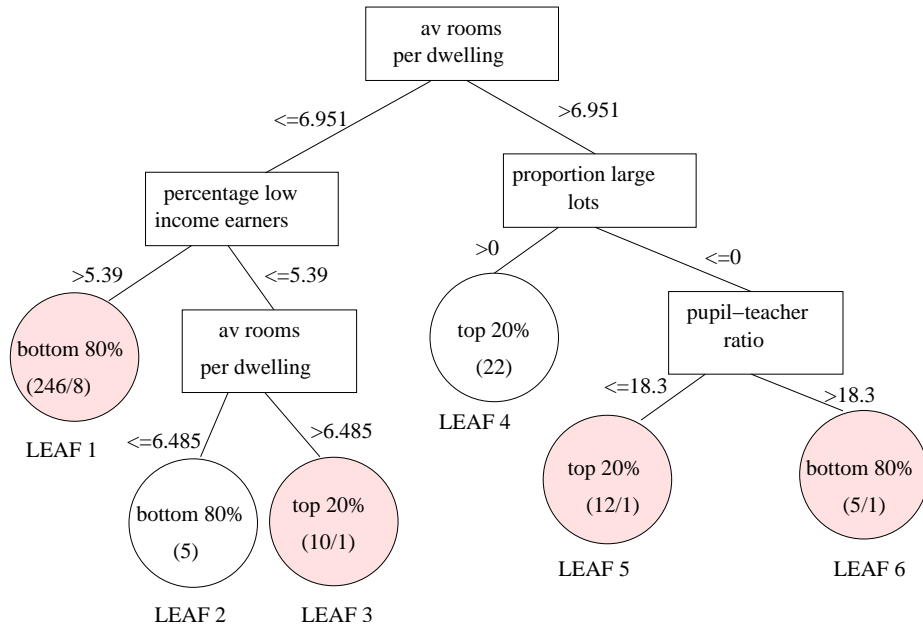 av rooms
per dwelling
<=6.951
>6.951
percentage low
income earners
proportion large
lots
>5.39
<=5.39
>0
<=0
bottom 80%
(246/8)
LEAF 1
av rooms
per dwelling
top 20%
(22)
LEAF 4
pupil−teacher
ratio
<=6.485
>6.485
<=18.3
>18.3
bottom 80%
(5)
LEAF 2
top 20%
(10/1)
LEAF 3
top 20%
(12/1)
LEAF 5
bottom 80%
(5/1)
LEAF 6